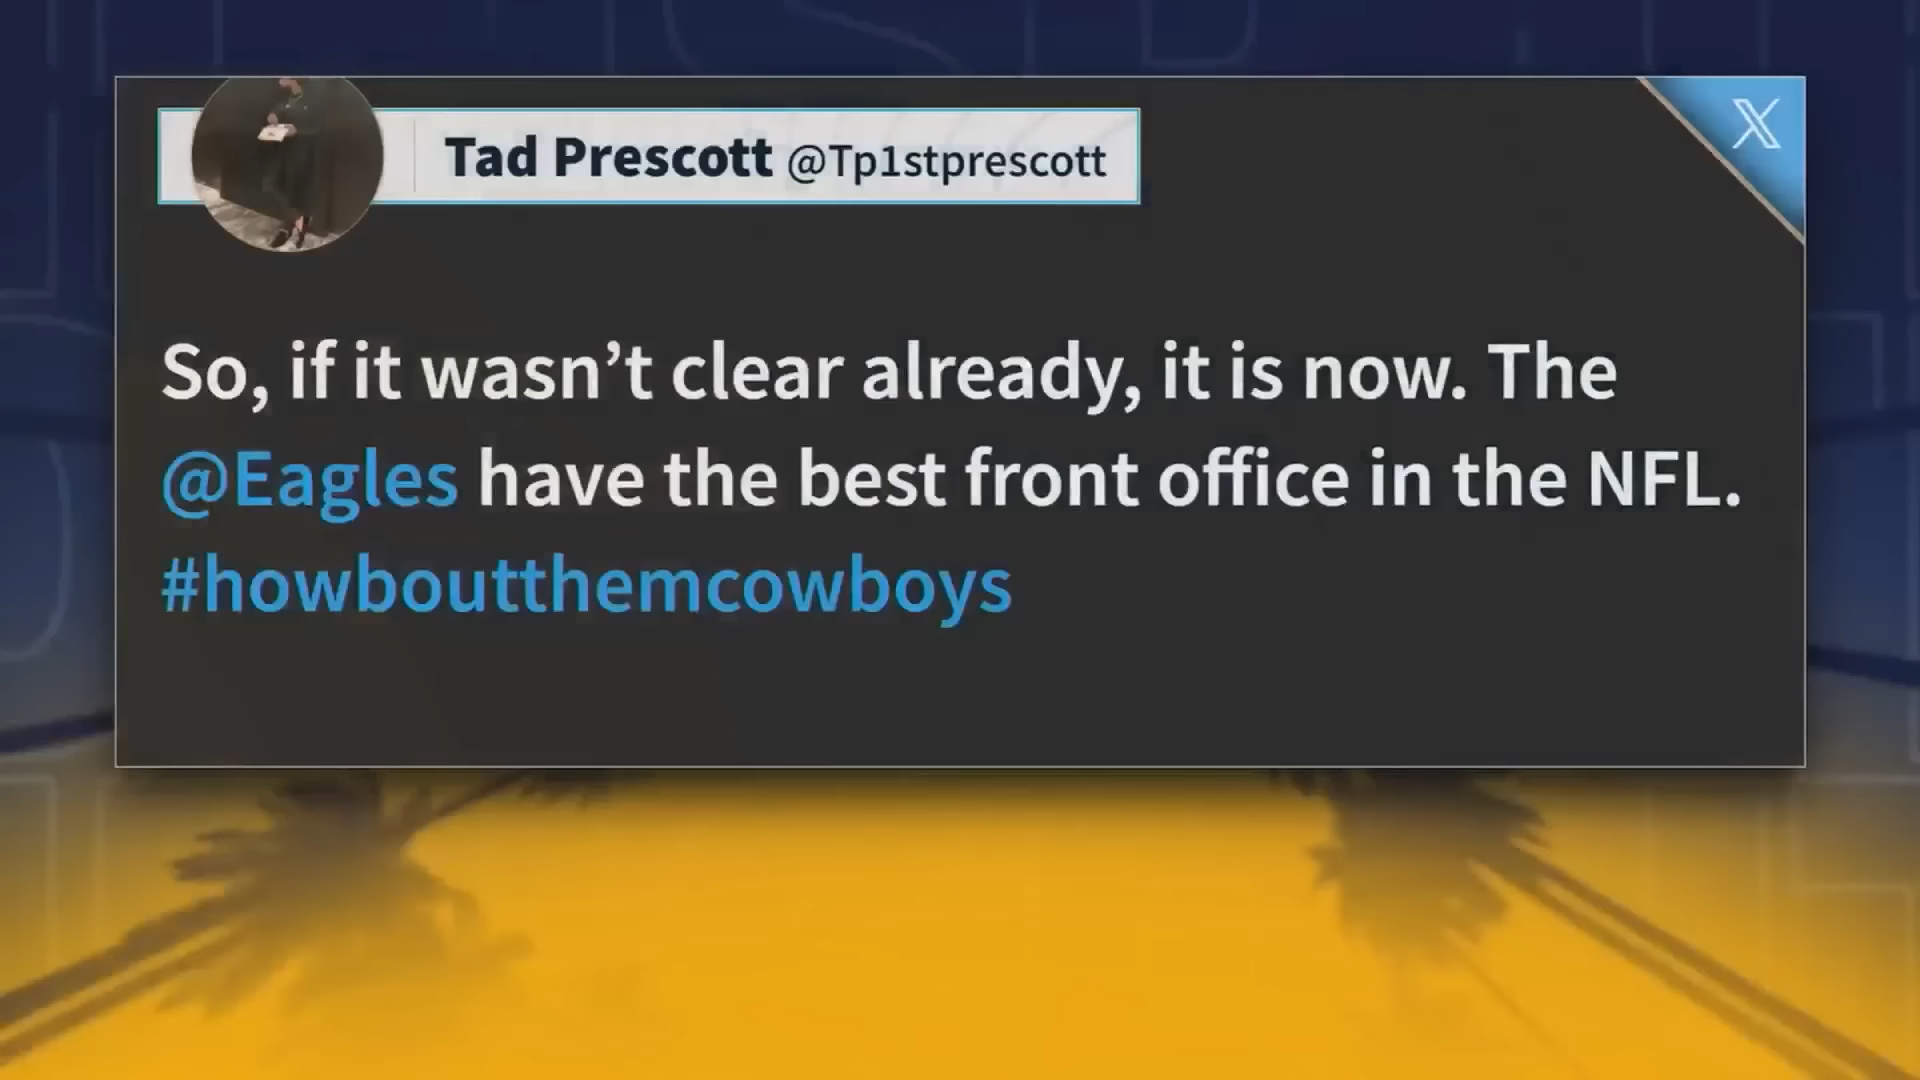 Tad Prescott @Tp1stprescott
So, if it wasn’t clear already, it is now. The
@Eagles have the best front office in the NFL.
#howboutthemcowboys